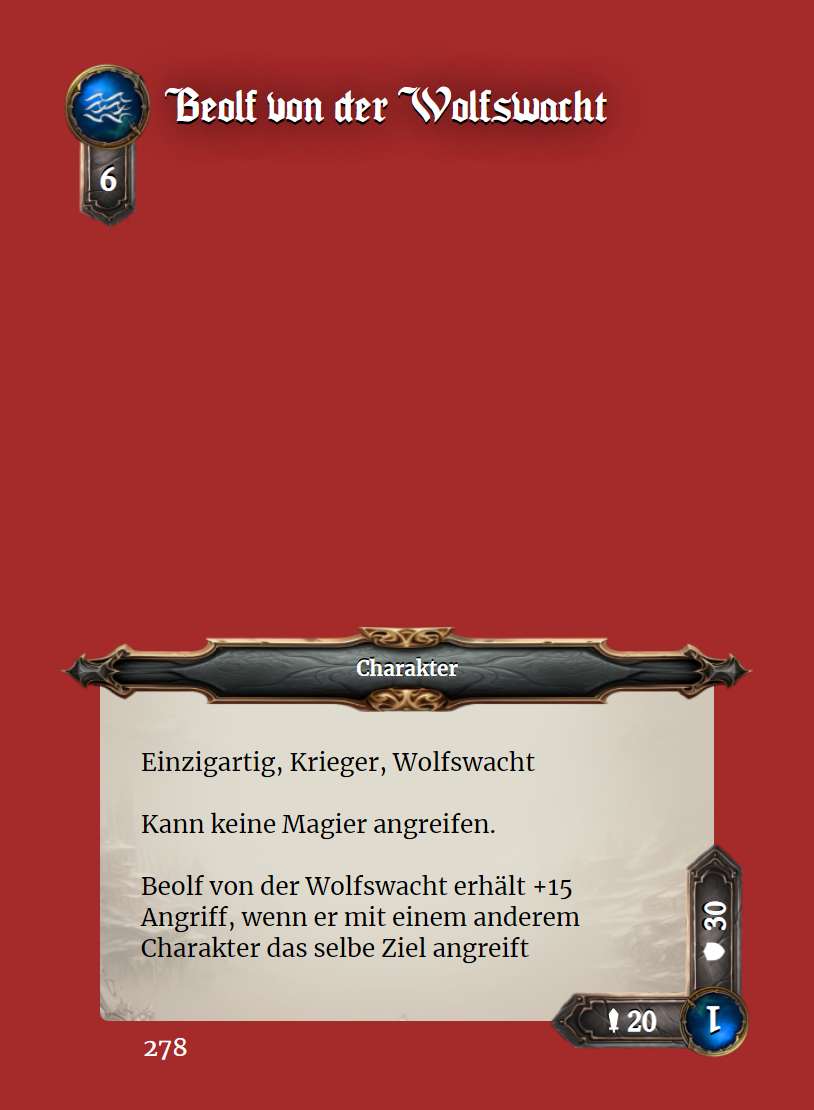 Beolf von der Wolfswacht
6
Charakter
Einzigartig, Krieger, Wolfswacht
Kann keine Magier angreifen.
Beolf von der Wolfswacht erhält +15
Angriff, wenn er mit einem anderem
Charakter das selbe Ziel angreift
30
20
1
278